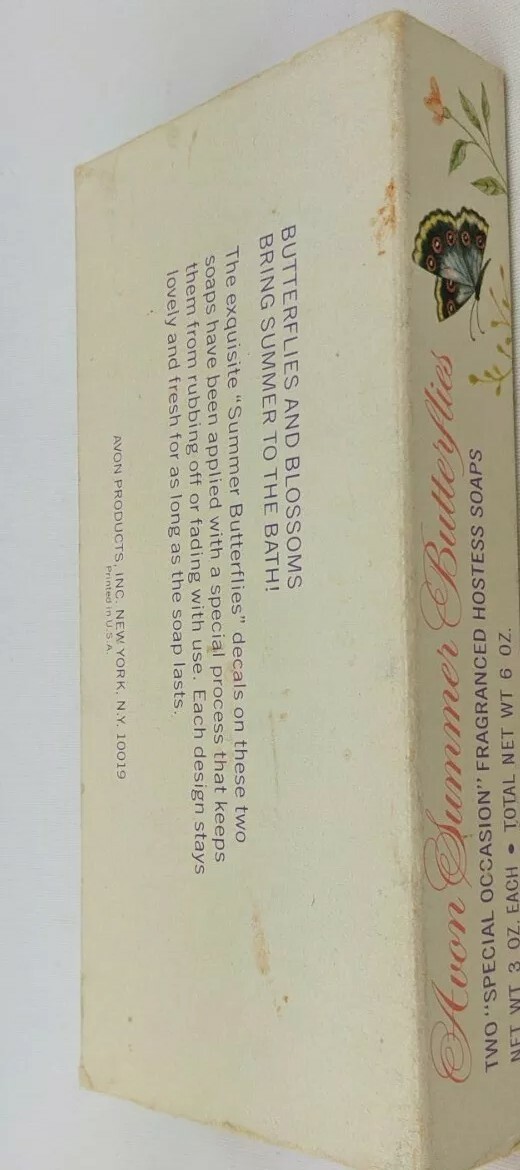 BUTTERFLIES AND BLOSSOMS
BRING SUMMER TO THE BATH!
The exquisite "Summer Butterflies" decals on these two
soaps have been applied with a special process that keeps
them from rubbing off or fading with use. Each design stays
lovely and fresh for as long as the soap lasts.
AVON PRODUCTS, INC. NEW YORK, N.Y. 10019
Printed in U.S.A.
Avon Summer Butterflies
TWO "SPECIAL OCCASION" FRAGRANCED HOSTESS SOAPS
NET WT 3 OZ. EACH • TOTAL NET WT 6 OZ.